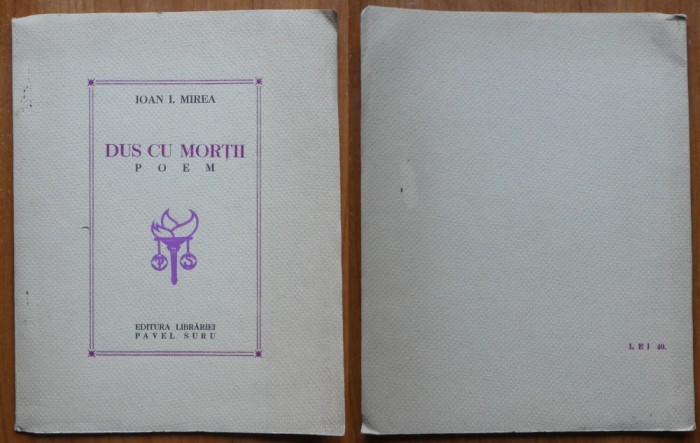 IOAN I. MIREA
DUS CU MORȚII
POEM
P S
EDITURA LIBRĂRIEI
PAVEL SURU
LEI 40.